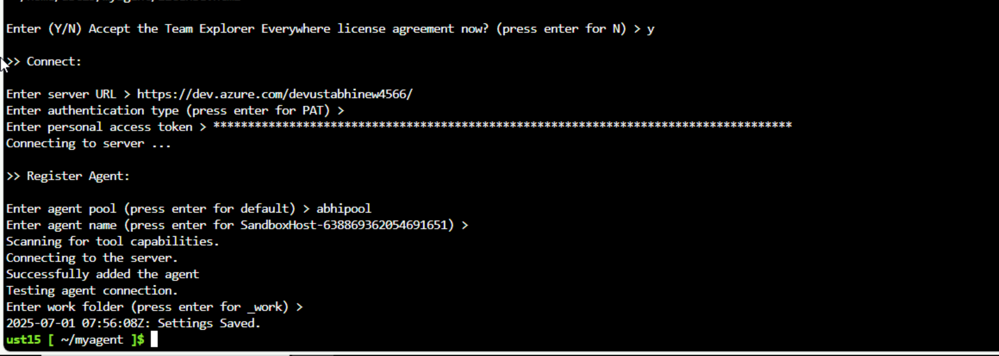 Enter (Y/N) Accept the Team Explorer Everywhere license agreement now? (press enter for N) > y
>> Connect:
Enter server URL > https://dev.azure.com/devustabhinew4566/
Enter authentication type (press enter for PAT) >
Enter personal access token > ************************************************************************************
Connecting to server ...
>> Register Agent:
Enter agent pool (press enter for default) > abhipool
Enter agent name (press enter for SandboxHost-638869362054691651) >
Scanning for tool capabilities.
Connecting to the server.
Successfully added the agent
Testing agent connection.
Enter work folder (press enter for _work) >
2025-07-01 07:56:08Z: Settings Saved.
ust15 [ ~/myagent ]$